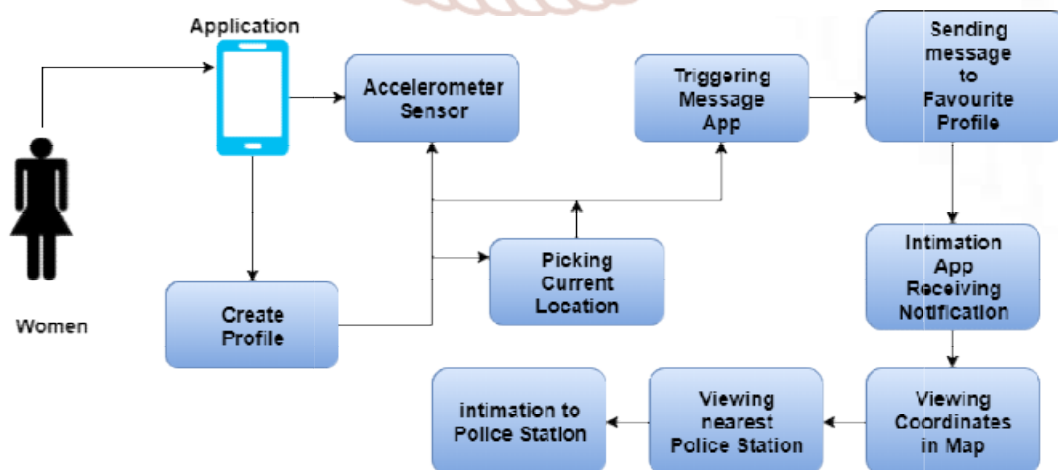 Application
Accelerometer
Sensor
Triggering
Message
App
Sending
message
to
Favourite
Profile
Women
Create
Profile
Picking
Current
Location
Intimation
App
Receiving
Notification
intimation to
Police Station
Viewing
nearest
Police Station
Viewing
Coordinates
in Map